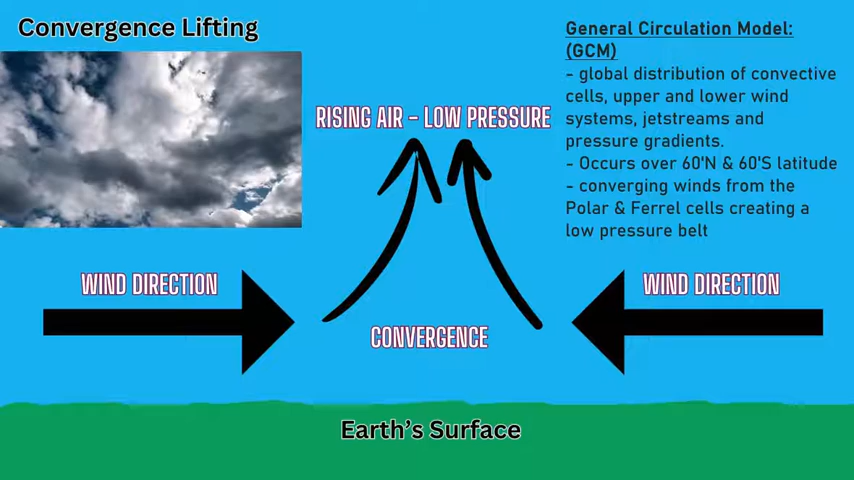 Convergence Lifting
General Circulation Model:
(GCM)
- global distribution of convective
cells, upper and lower wind
systems, jetstreams and
pressure gradients.
- Occurs over 60'N & 60'S latitude
- converging winds from the
Polar & Ferrel cells creating a
low pressure belt
RISING AIR - LOW PRESSURE
WIND DIRECTION
WIND DIRECTION
CONVERGENCE
Earth's Surface